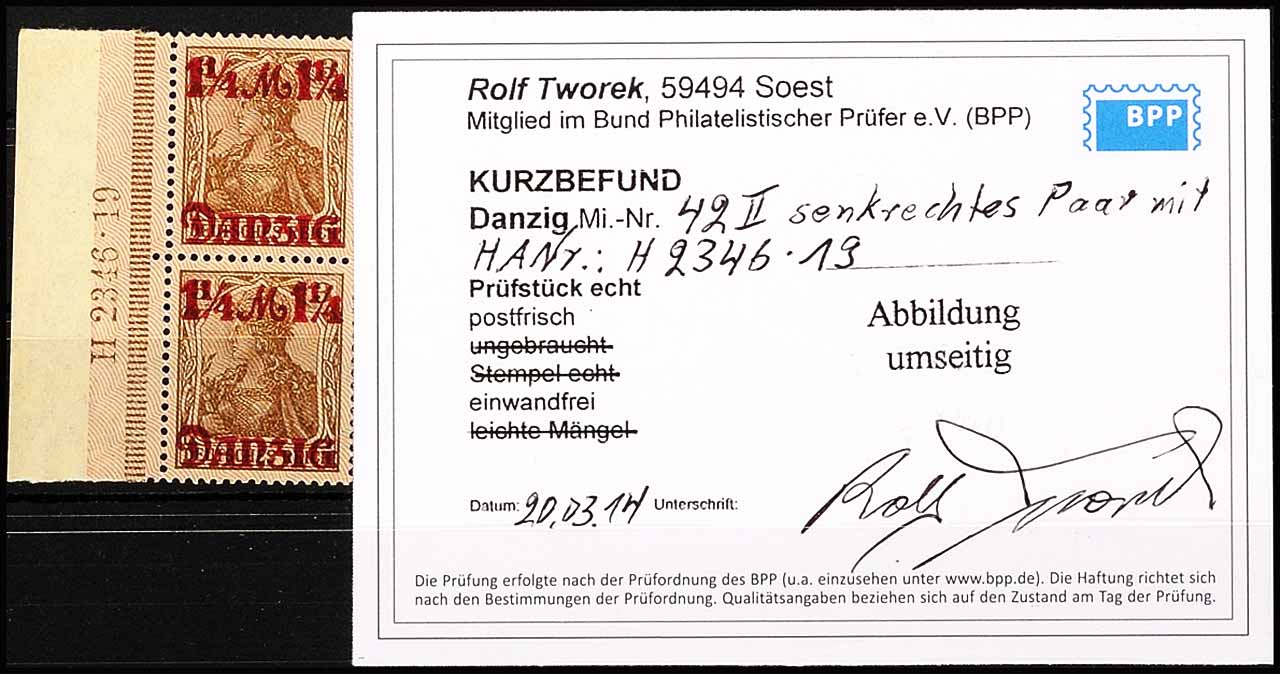 1¼ M 1¼
DANZIG
H 2346·19
1¼ M 1¼
DANZIG
Rolf Tworek, 59494 Soest
Mitglied im Bund Philatelistischer Prüfer e.V. (BPP)
BPP
KURZBEFUND
Danzig, Mi.-Nr. 42 II senkrechtes Paar mit
HANr.: H 2346·19
Prüfstück echt
postfrisch
ungebraucht
Stempel echt
einwandfrei
leichte Mängel
Abbildung
umseitig
Datum: 20.03.14 Unterschrift: Rolf Tworek
Die Prüfung erfolgte nach der Prüfordnung des BPP (u.a. einzusehen unter www.bpp.de). Die Haftung richtet sich
nach den Bestimmungen der Prüfordnung. Qualitätsangaben beziehen sich auf den Zustand am Tag der Prüfung.